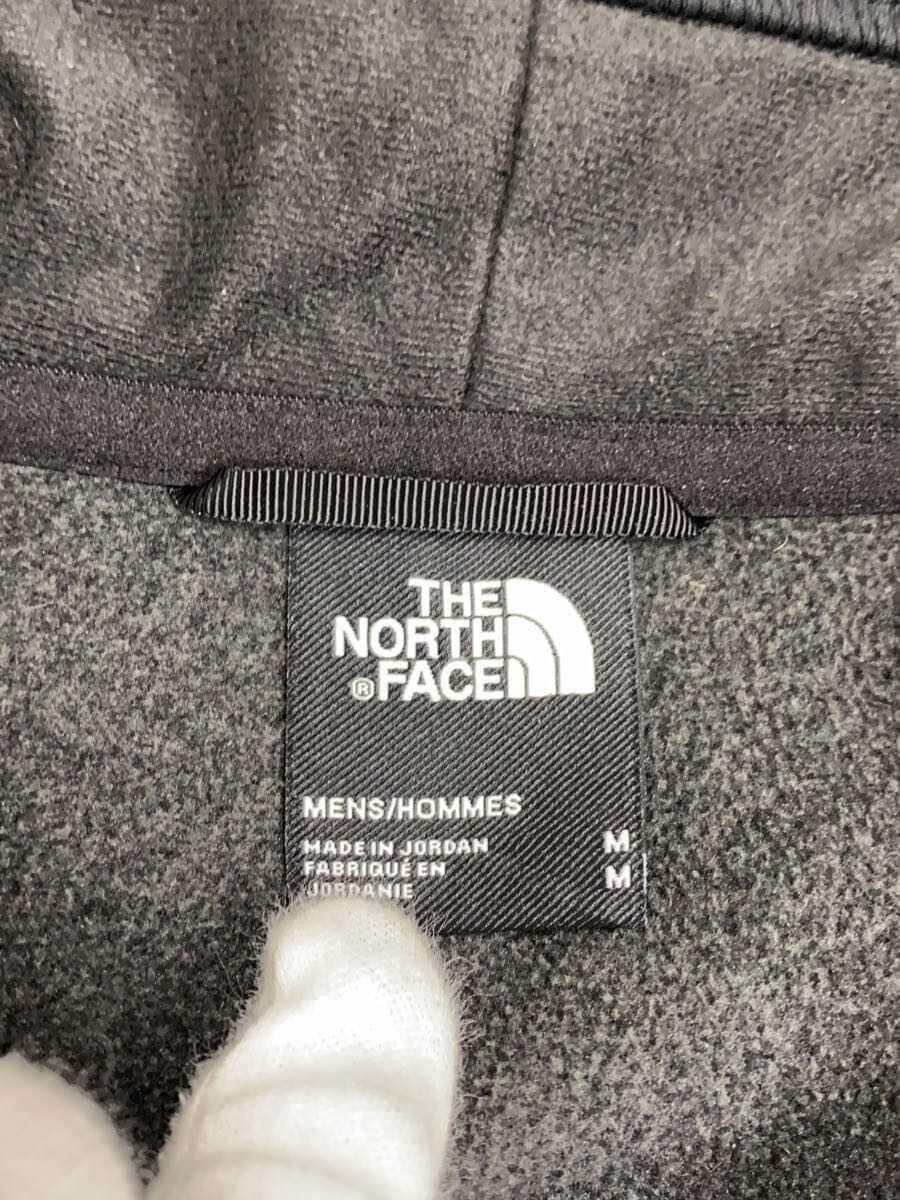 THE
NORTH
®FACE
MENS/HOMMES
MADE IN JORDAN M
FABRIQUÉ EN M
JORDANIE